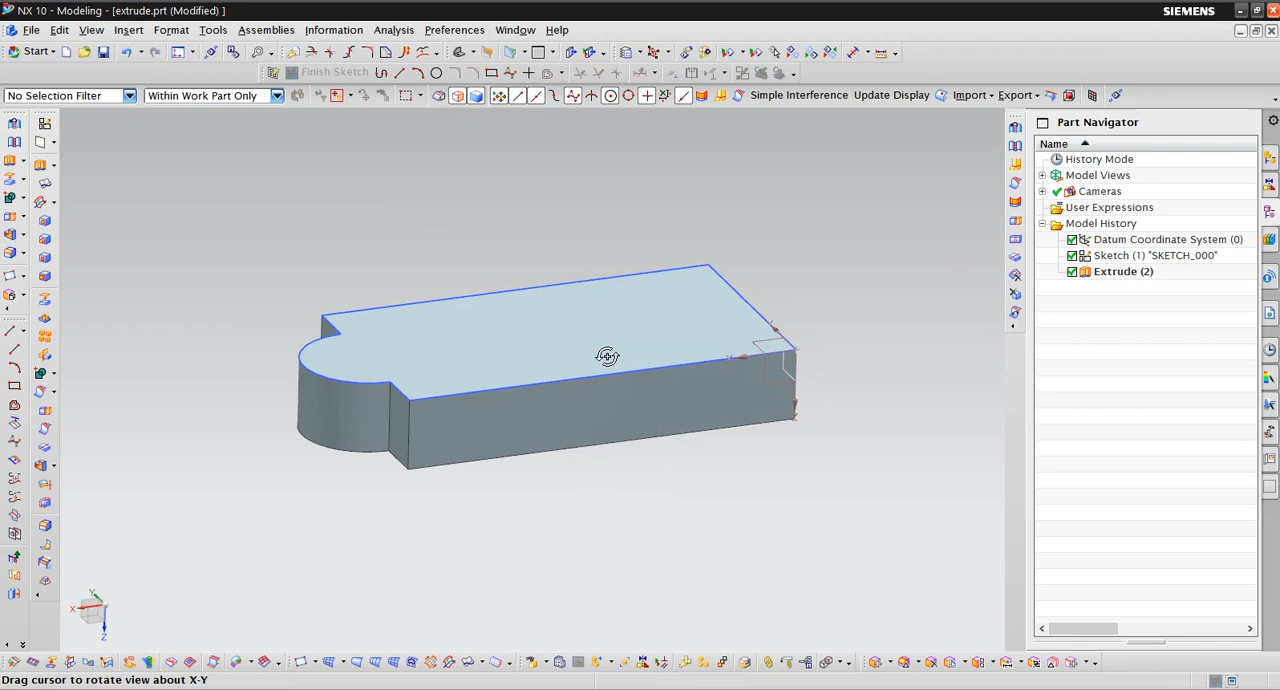 NX 10 - Modeling - [extrude.prt (Modified) ]
SIEMENS
File Edit View Insert Format Tools Assemblies Information Analysis Preferences Window Help
Start
Finish Sketch
No Selection Filter Within Work Part Only Simple Interference Update Display Import Export
Part Navigator
Name
History Mode
Model Views
Cameras
User Expressions
Model History
Datum Coordinate System (0)
Sketch (1) "SKETCH_000"
Extrude (2)
Y
X
Z
Drag cursor to rotate view about X-Y